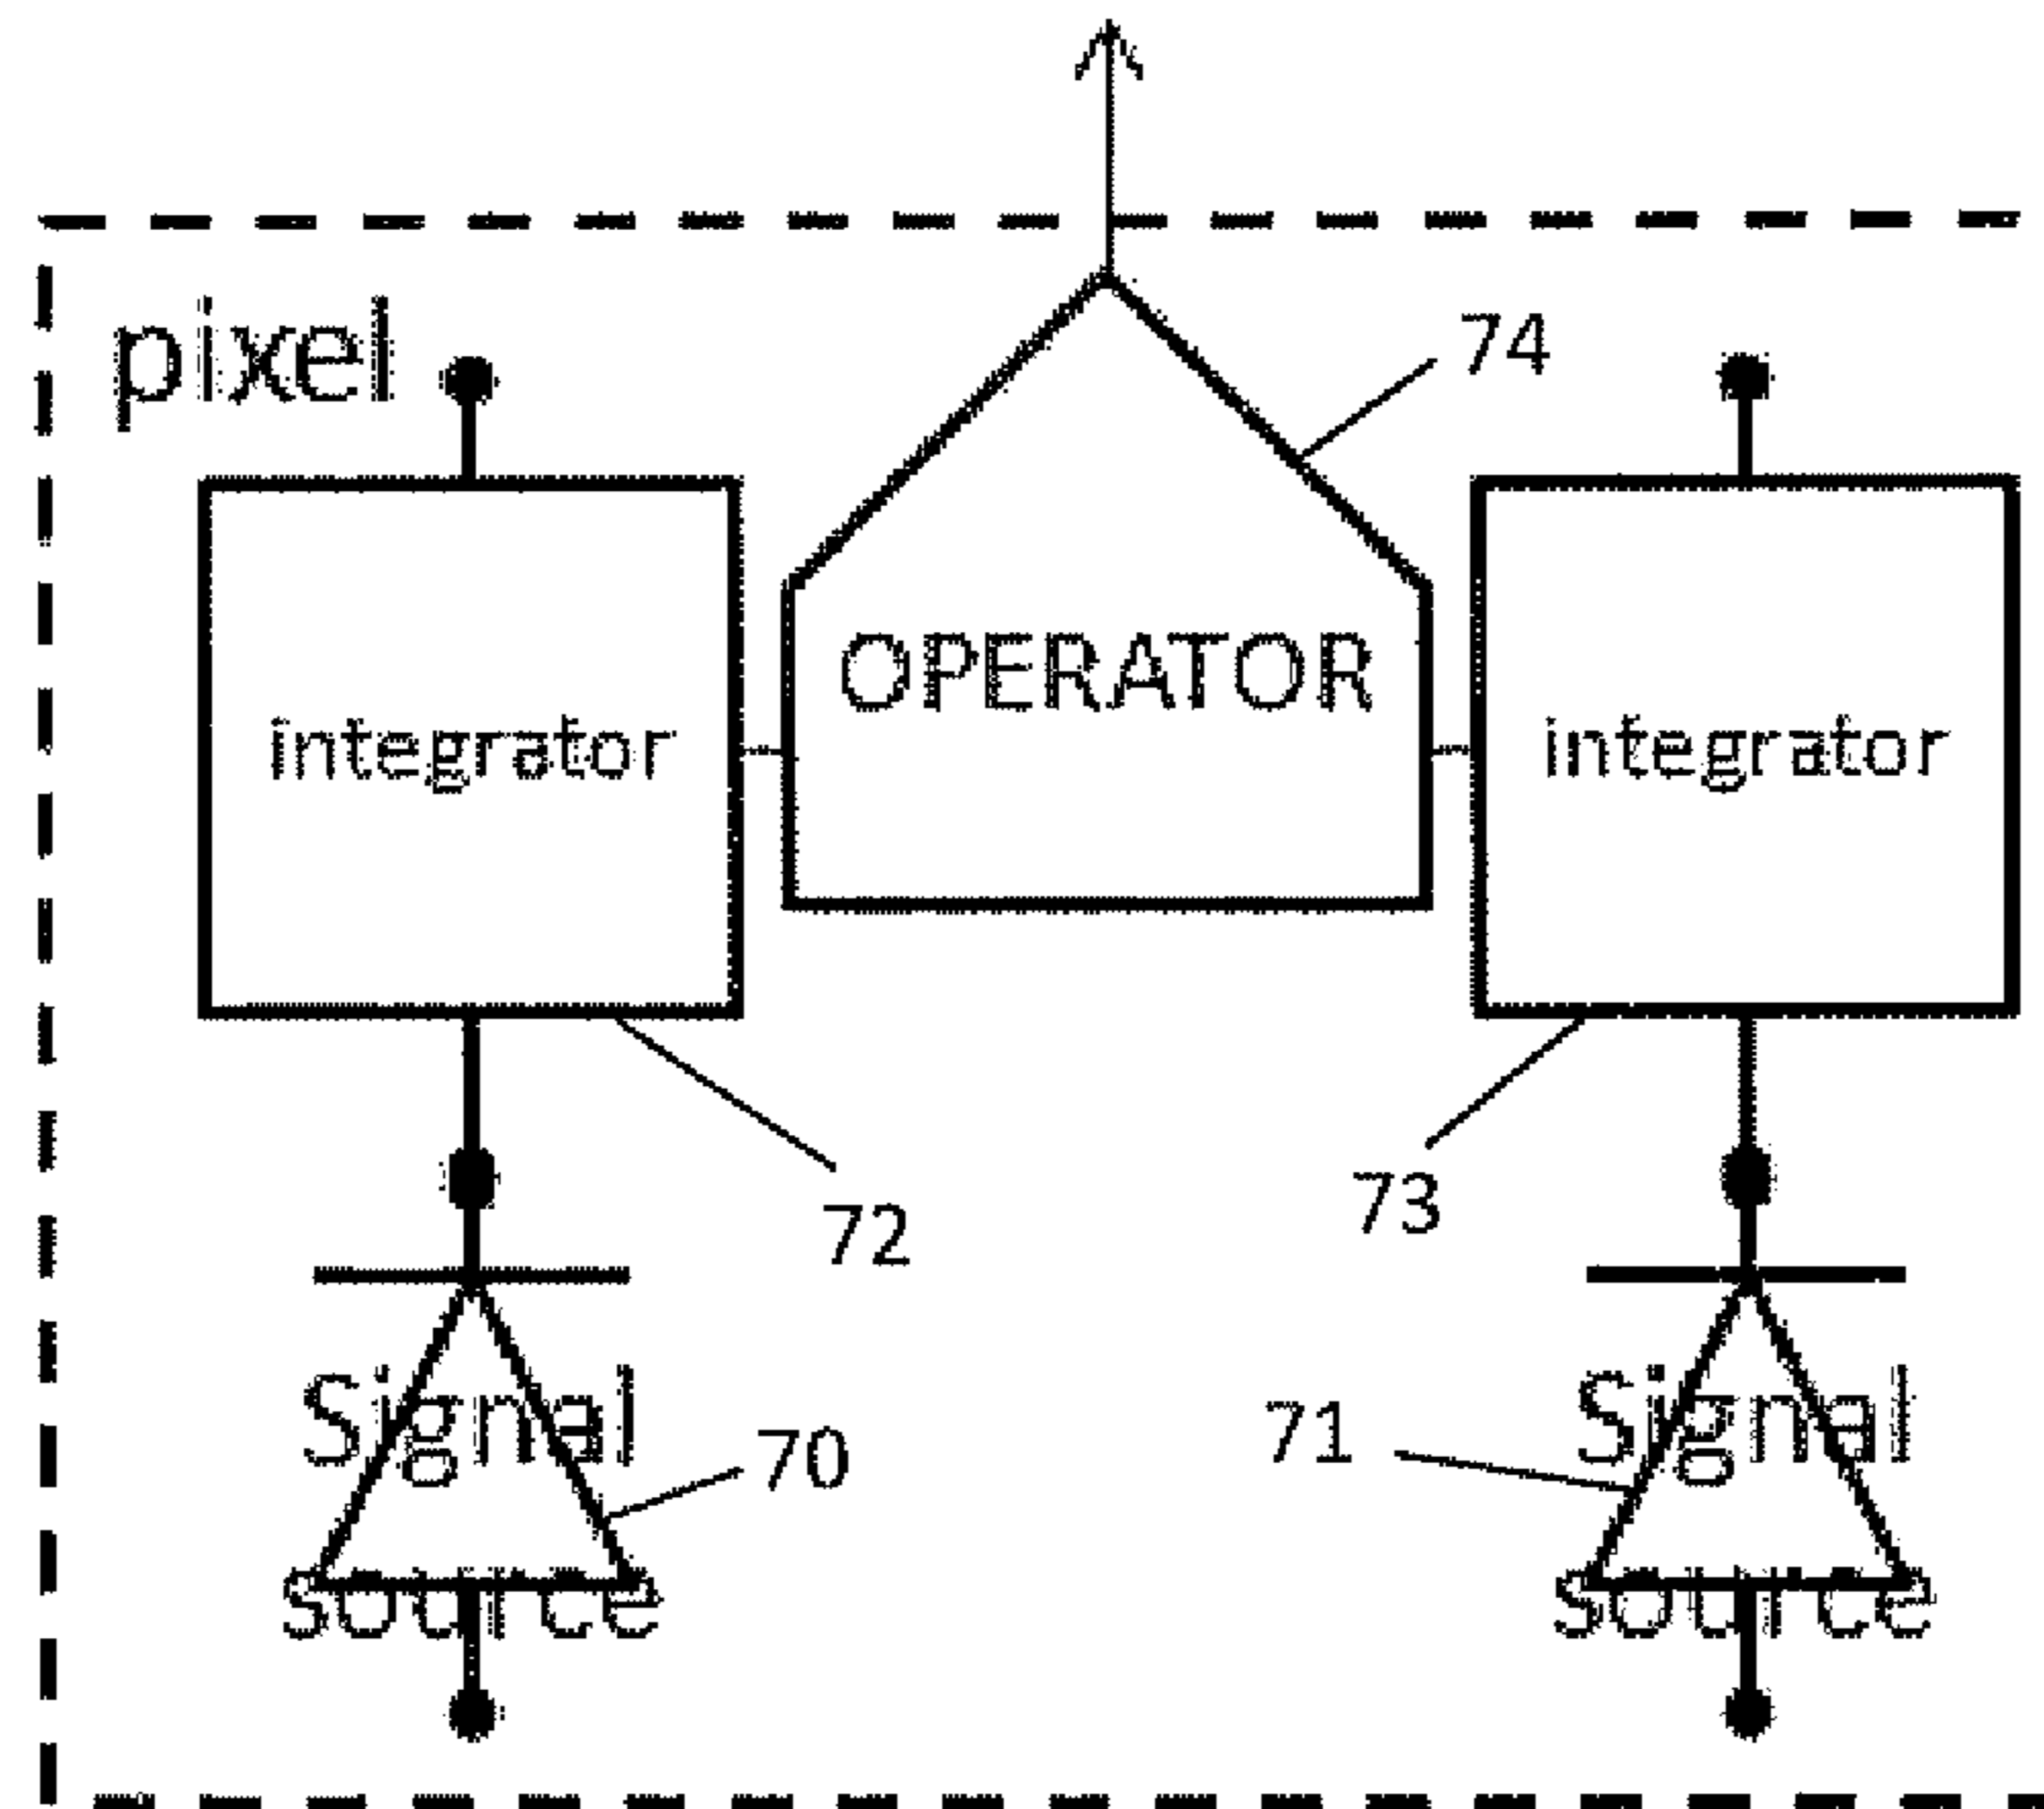 pixel
74
OPERATOR
integrator
integrator
72
73
Signal
source
70
71
Signal
source